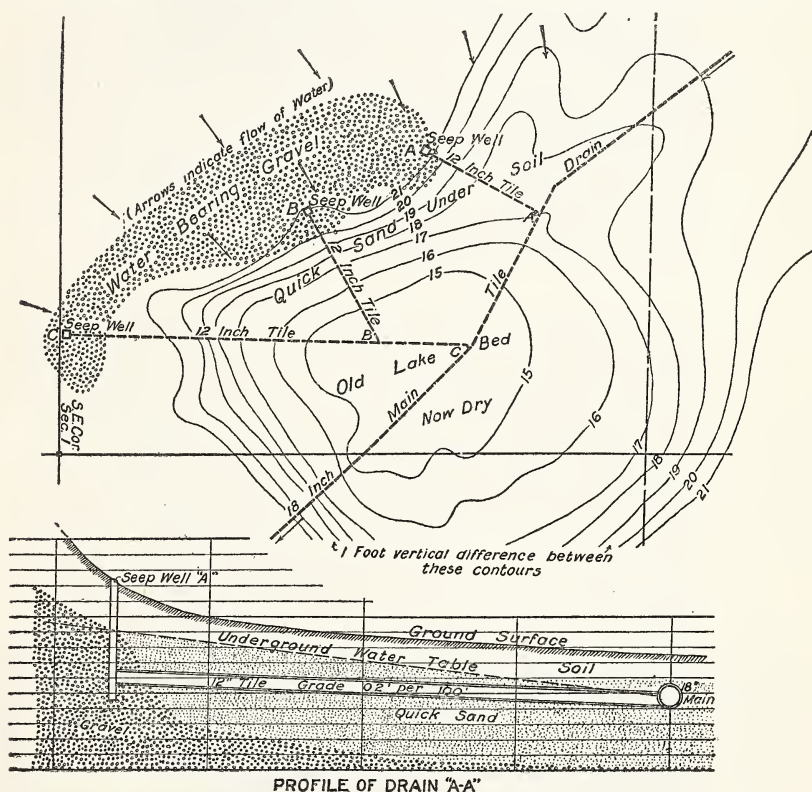 (Arrows indicate flow of Water)
Water Bearing Gravel
Seep Well
A
12 Inch Tile
A
Soil
Drain
B
Seep Well
21
20
19
18
17
16
15
Quick Sand Under
12 Inch Tile
B
C
Seep Well
12 Inch Tile
C
Tile
Bed
Old Lake
Now Dry
Main
18 Inch
15
16
17
18
19
20
21
S.E. Cor.
Sec. 1
1 Foot vertical difference between
these contours
Seep Well "A"
Ground Surface
Underground Water Table
Soil
12" Tile Grade .02' per 100'
18"
Main
Quick Sand
Gravel
PROFILE OF DRAIN "A-A"